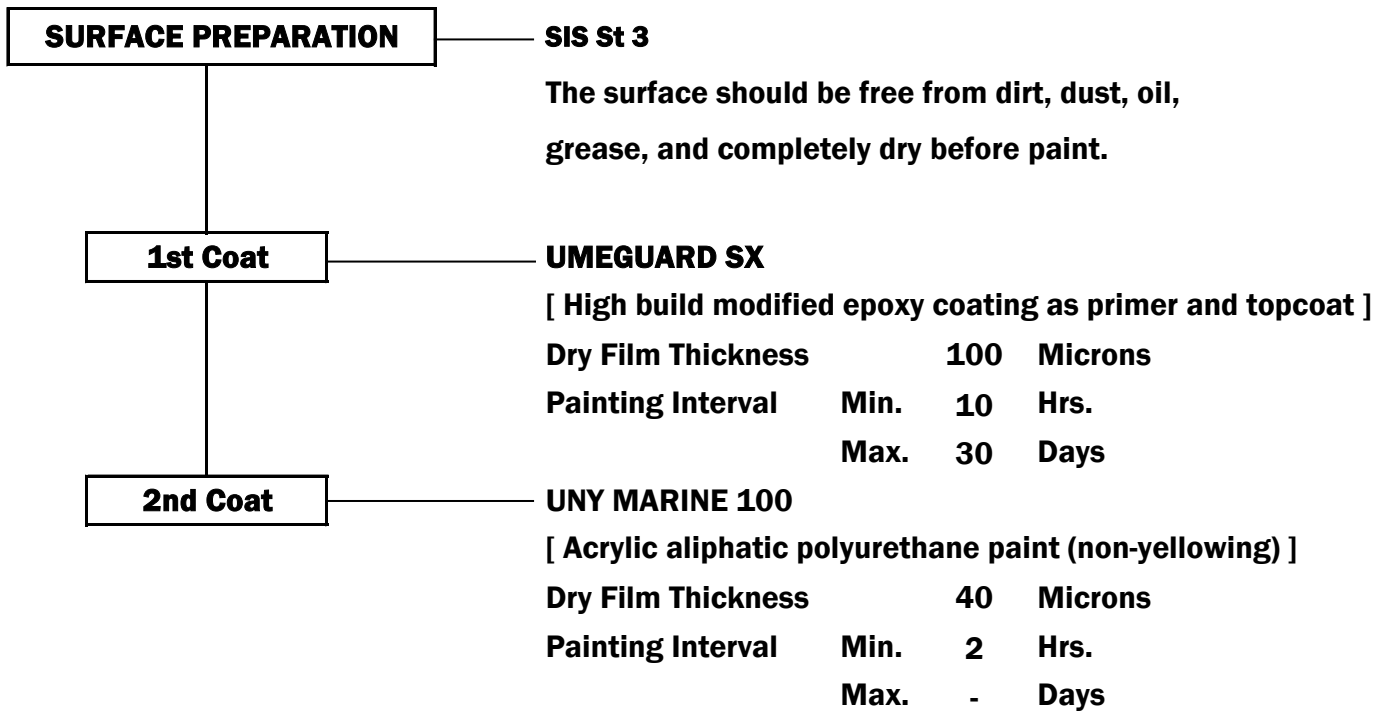 SURFACE PREPARATION SIS St 3
The surface should be free from dirt, dust, oil,
grease, and completely dry before paint.
1st Coat UMEGUARD SX
[ High build modified epoxy coating as primer and topcoat ]
Dry Film Thickness 100 Microns
Painting Interval Min. 10 Hrs.
Max. 30 Days
2nd Coat UNY MARINE 100
[ Acrylic aliphatic polyurethane paint (non-yellowing) ]
Dry Film Thickness 40 Microns
Painting Interval Min. 2 Hrs.
Max. - Days